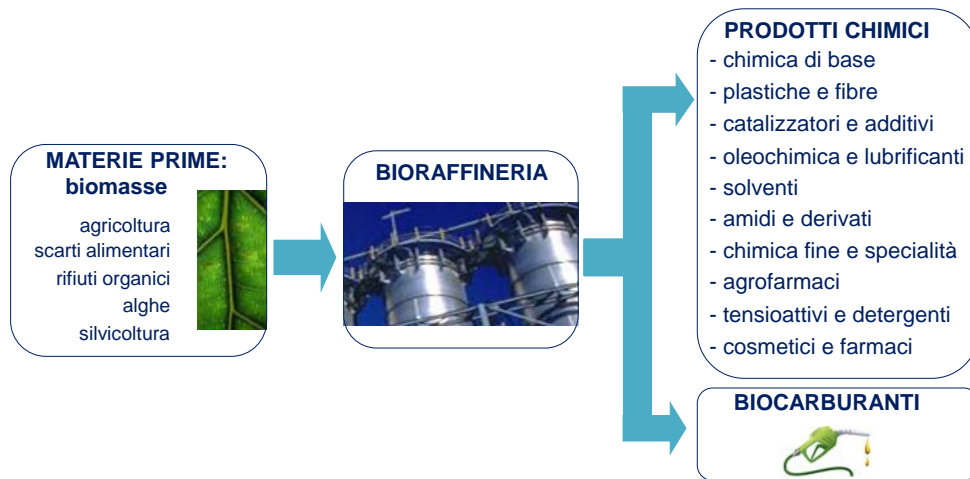 MATERIE PRIME:
biomasse
agricoltura
scarti alimentari
rifiuti organici
alghe
silvicoltura
BIORAFFINERIA
PRODOTTI CHIMICI
- chimica di base
- plastiche e fibre
- catalizzatori e additivi
- oleochimica e lubrificanti
- solventi
- amidi e derivati
- chimica fine e specialità
- agrofarmaci
- tensioattivi e detergenti
- cosmetici e farmaci
BIOCARBURANTI